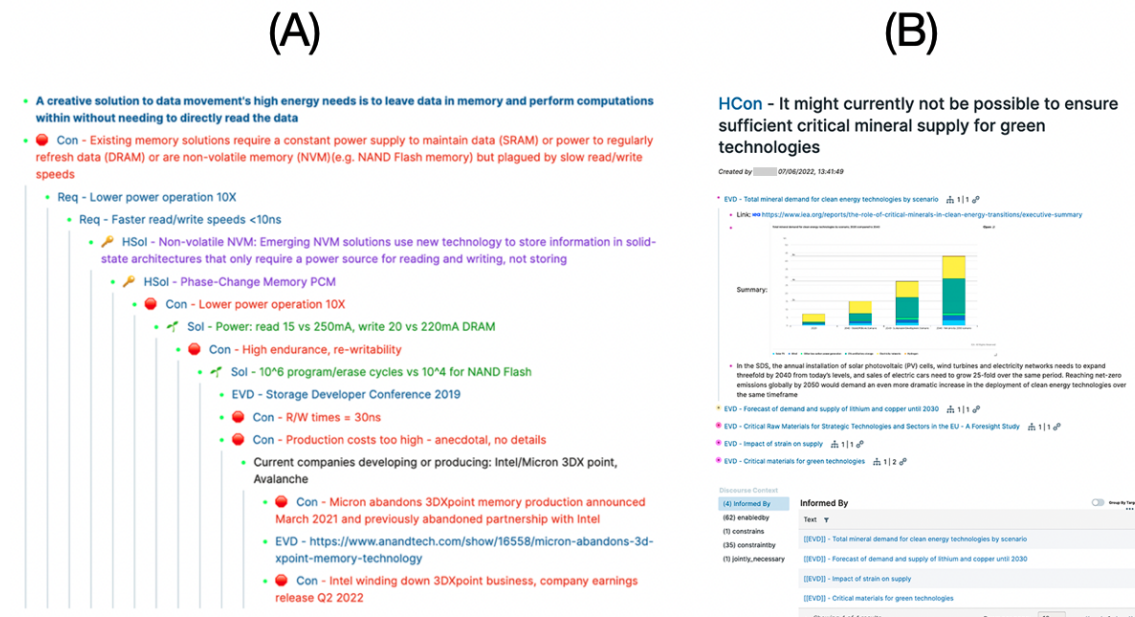 (A)
(B)
A creative solution to data movement's high energy needs is to leave data in memory and perform computations
within without needing to directly read the data
Con - Existing memory solutions require a constant power supply to maintain data (SRAM) or power to regularly
refresh data (DRAM) or are non-volatile memory (NVM)(e.g. NAND Flash memory) but plagued by slow read/write
speeds
Req - Lower power operation 10X
Req - Faster read/write speeds <10ns
HSol - Non-volatile NVM: Emerging NVM solutions use new technology to store information in solid-
state architectures that only require a power source for reading and writing, not storing
HSol - Phase-Change Memory PCM
Con - Lower power operation 10X
Sol - Power: read 15 vs 250mA, write 20 vs 220mA DRAM
Con - High endurance, re-writability
Sol - 10^6 program/erase cycles vs 10^4 for NAND Flash
EVD - Storage Developer Conference 2019
Con - R/W times = 30ns
Con - Production costs too high - anecdotal, no details
Current companies developing or producing: Intel/Micron 3DX point,
Avalanche
Con - Micron abandons 3DXpoint memory production announced
March 2021 and previously abandoned partnership with Intel
EVD - https://www.anandtech.com/show/16558/micron-abandons-3d-
xpoint-memory-technology
Con - Intel winding down 3DXpoint business, company earnings
release Q2 2022
HCon - It might currently not be possible to ensure
sufficient critical mineral supply for green
technologies
Created by 07/06/2022, 13:41:49
EVD - Total mineral demand for clean energy technologies by scenario 1|1
Link: https://www.iea.org/reports/the-role-of-critical-minerals-in-clean-energy-transitions/executive-summary
Summary:
In the SDS, the annual installation of solar photovoltaic (PV) cells, wind turbines and electricity networks needs to expand
threefold by 2040 from today's levels, and sales of electric cars need to grow 25-fold over the same period. Reaching net-zero
emissions globally by 2050 would demand an even more dramatic increase in the deployment of clean energy technologies over
the same timeframe
EVD - Forecast of demand and supply of lithium and copper until 2030 1|1
EVD - Critical Raw Materials for Strategic Technologies and Sectors in the EU - A Foresight Study 1|1
EVD - Impact of strain on supply 1|1
EVD - Critical materials for green technologies 1|2
Discourse Context
(4) Informed By
(62) enabledby
(1) constrains
(35) constraintby
(1) jointly_necessary
Informed By
Group By Targ
Text
[[EVD]] - Total mineral demand for clean energy technologies by scenario
[[EVD]] - Forecast of demand and supply of lithium and copper until 2030
[[EVD]] - Impact of strain on supply
[[EVD]] - Critical materials for green technologies